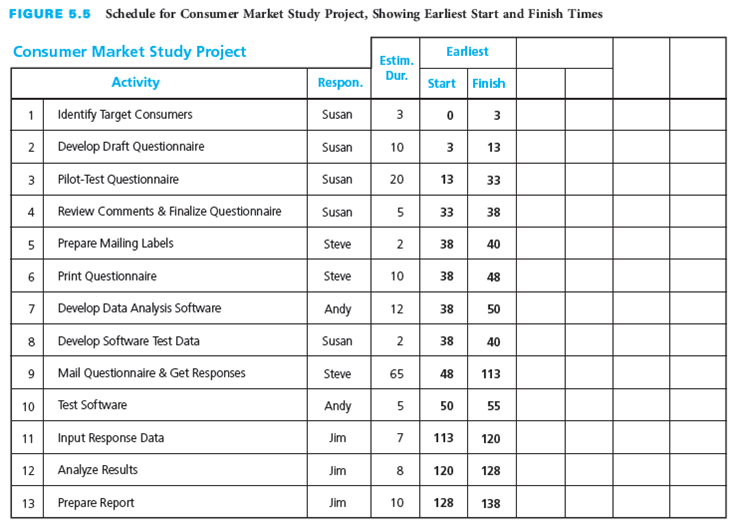 FIGURE 5.5 Schedule for Consumer Market Study Project, Showing Earliest Start and Finish Times
Consumer Market Study Project Estim. Dur. Earliest
Activity Respon. Start Finish
1 Identify Target Consumers Susan 3 0 3
2 Develop Draft Questionnaire Susan 10 3 13
3 Pilot-Test Questionnaire Susan 20 13 33
4 Review Comments & Finalize Questionnaire Susan 5 33 38
5 Prepare Mailing Labels Steve 2 38 40
6 Print Questionnaire Steve 10 38 48
7 Develop Data Analysis Software Andy 12 38 50
8 Develop Software Test Data Susan 2 38 40
9 Mail Questionnaire & Get Responses Steve 65 48 113
10 Test Software Andy 5 50 55
11 Input Response Data Jim 7 113 120
12 Analyze Results Jim 8 120 128
13 Prepare Report Jim 10 128 138